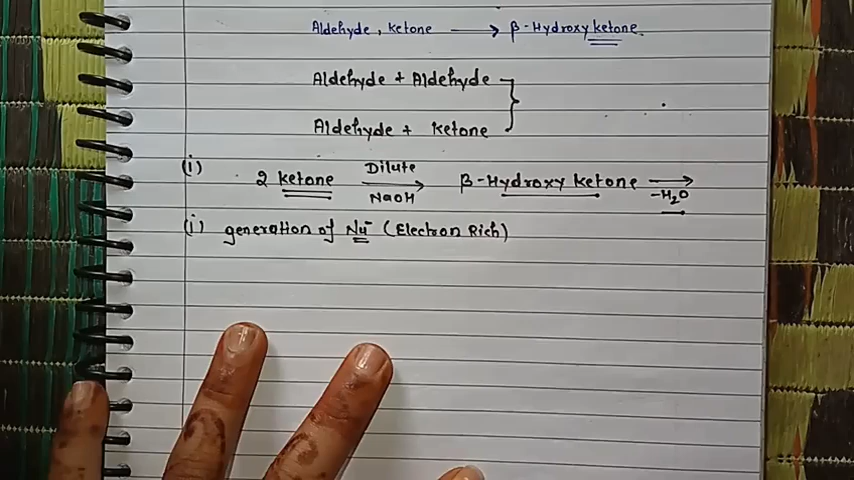 Aldehyde, ketone ⟶ β-Hydroxy ketone.
Aldehyde + Aldehyde
Aldehyde + ketone
(i) 2 ketone Dilute NaOH ⟶ β-Hydroxy ketone ⟶ -H₂O
(i) generation of Nu⁻ (Electron Rich)